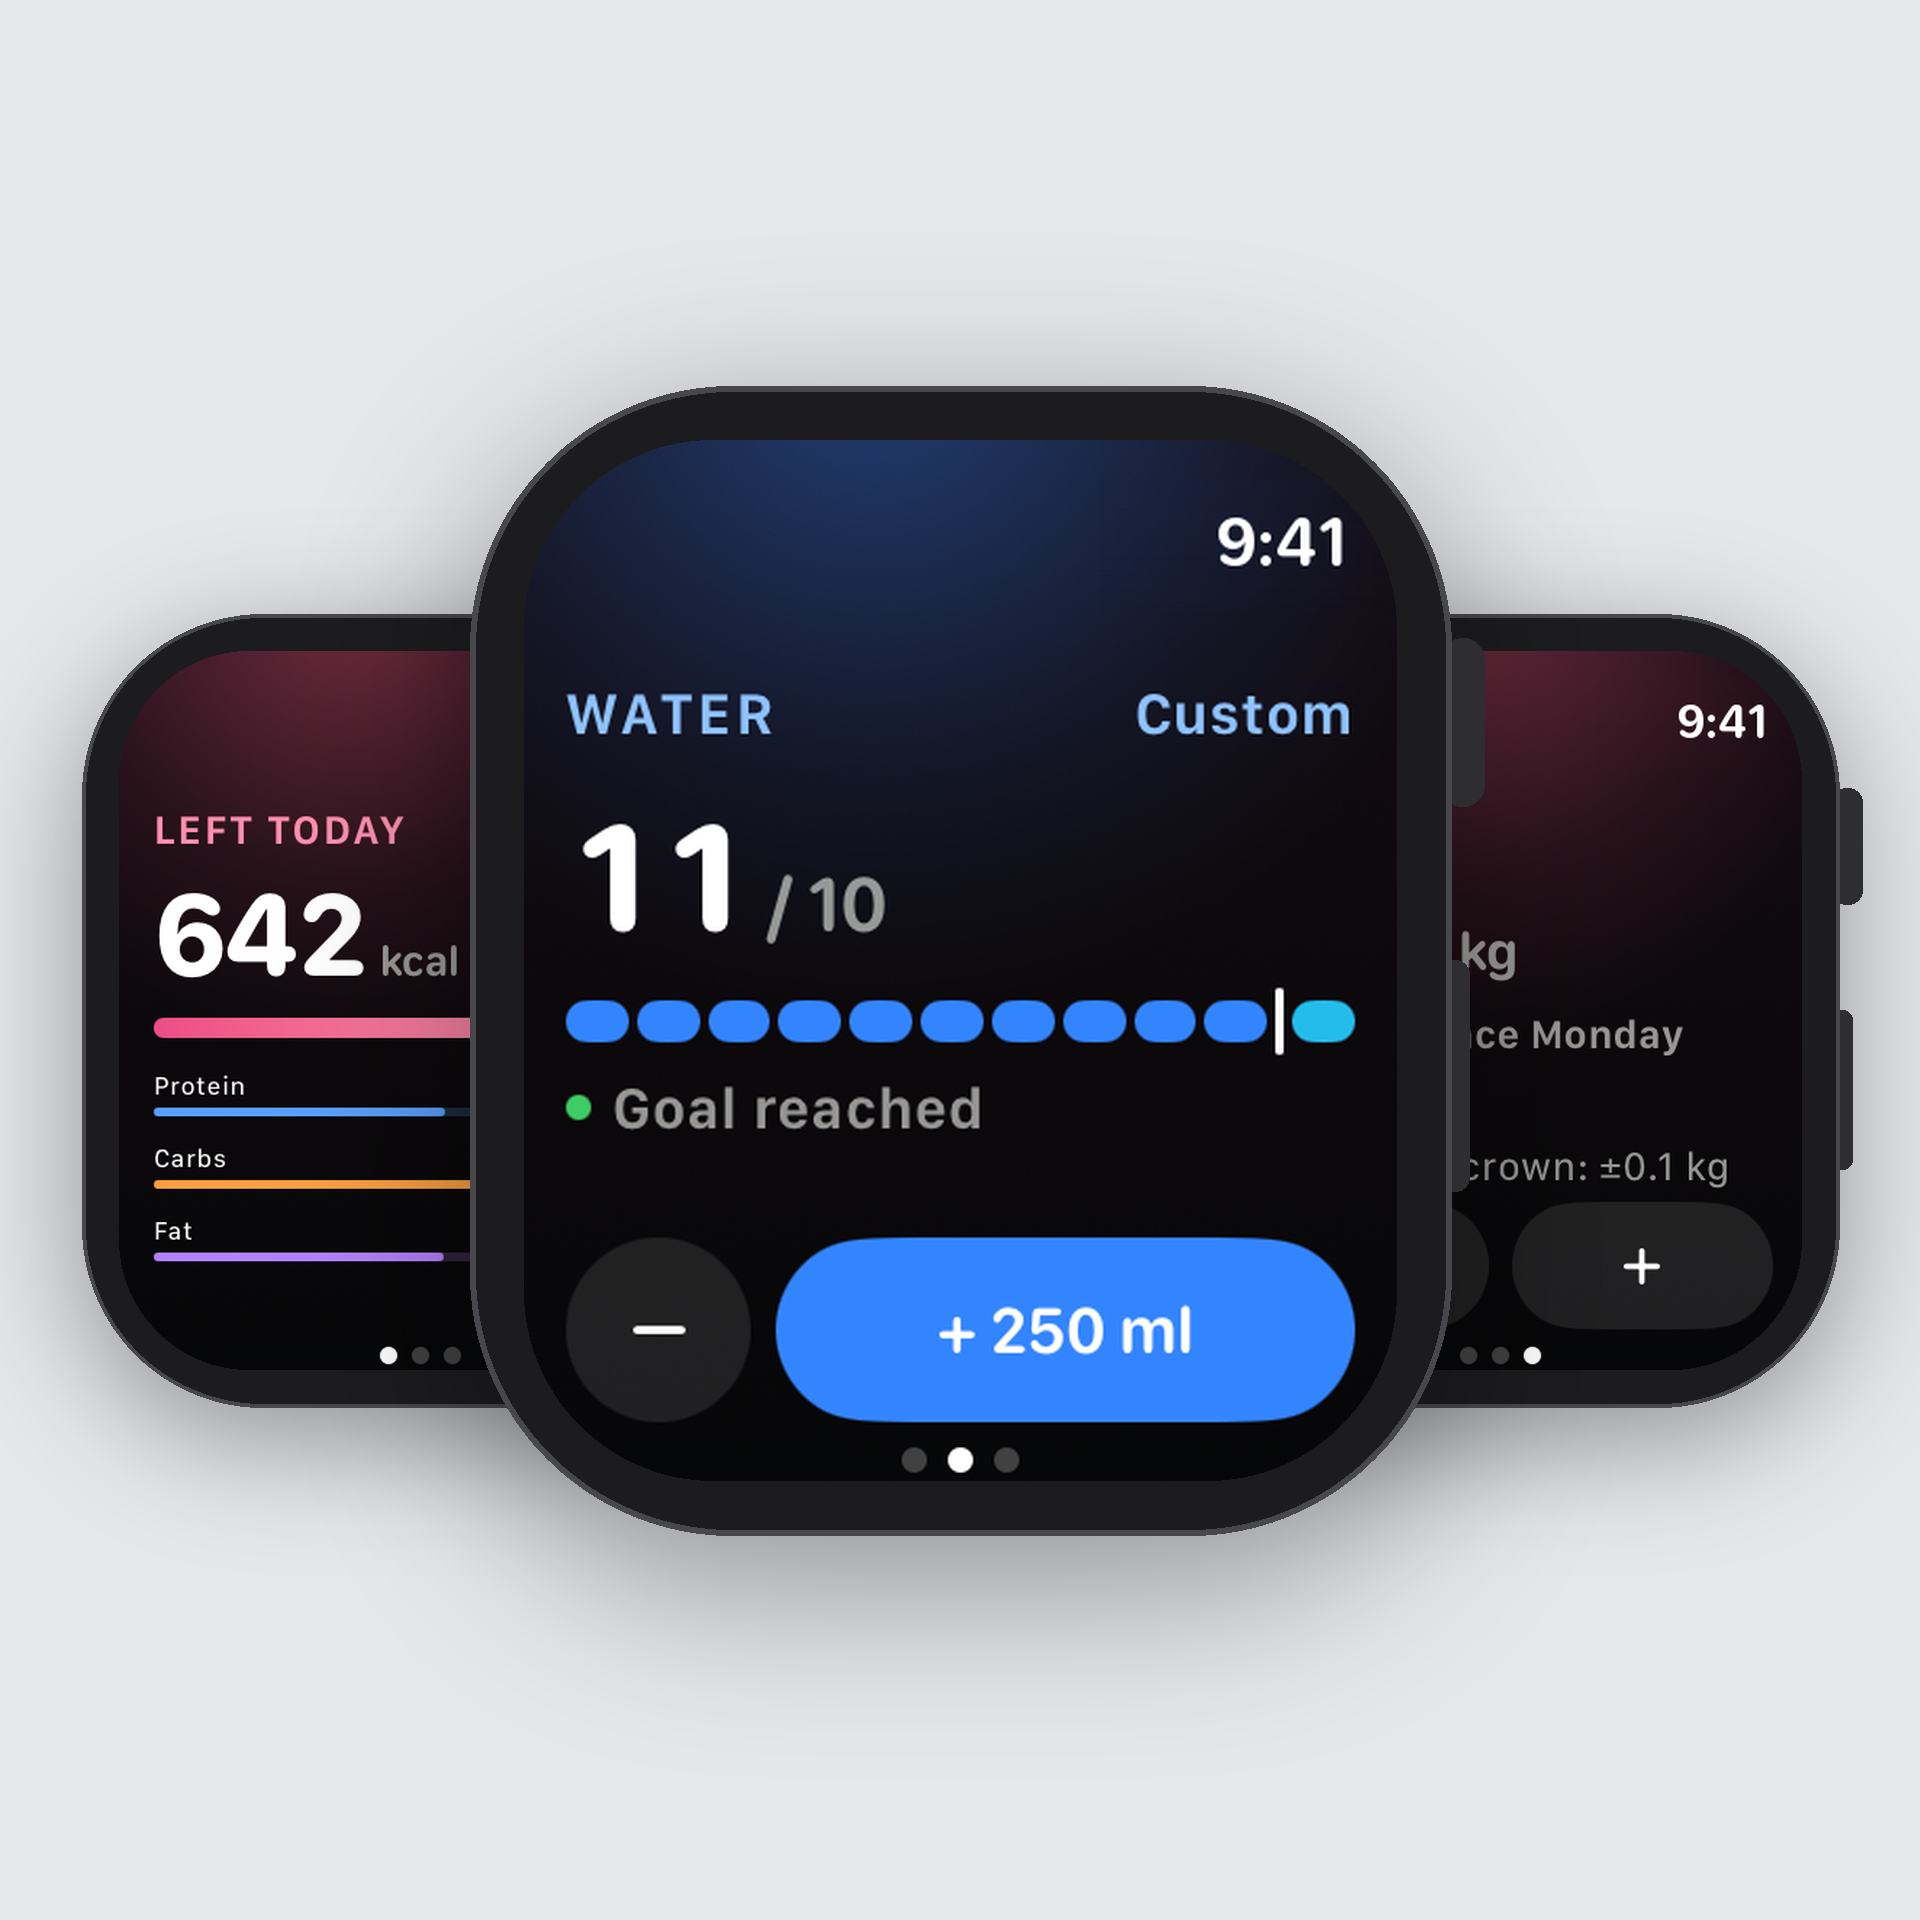 LEFT TODAY
642 kcal
Protein
Carbs
Fat
9:41
WATER Custom
11 / 10
Goal reached
− + 250 ml
9:41
kg
Monday
crown: ±0.1 kg
+